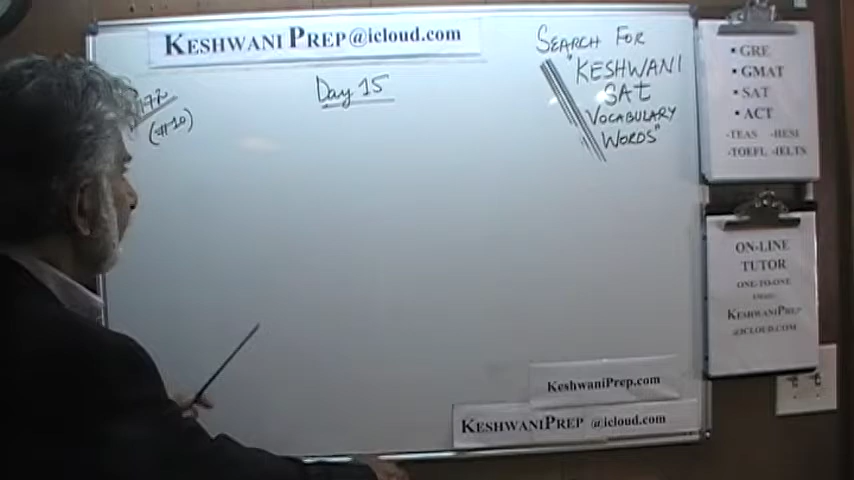 KESHWANI PREP@icloud.com
Day 15
(#10)
SEARCH FOR
"KESHWANI
SAT
VOCABULARY
WORDS"
▪ GRE
▪ GMAT
▪ SAT
▪ ACT
-TEAS -HESI
-TOEFL -IELTS
ON-LINE
TUTOR
ONE-TO-ONE
KESHWANIPREP
@ICLOUD.COM
KeshwaniPrep.com
KESHWANIPREP @icloud.com